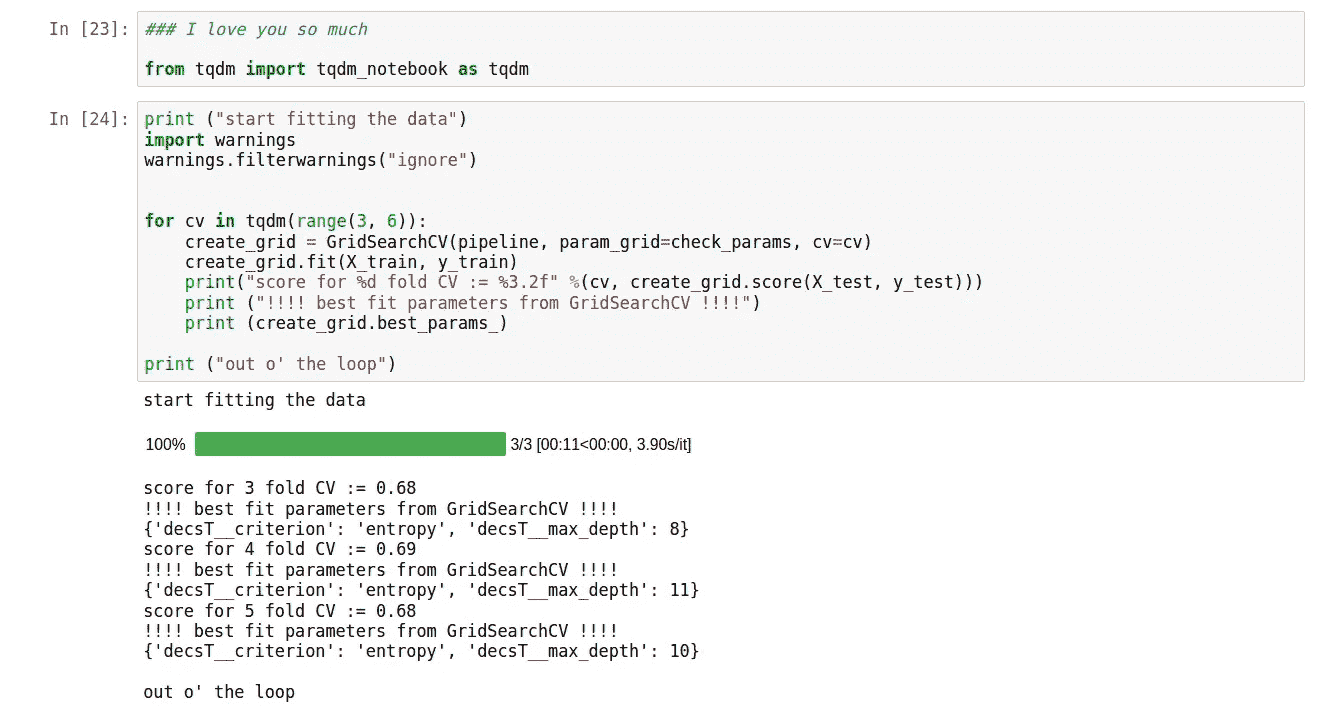 In [23]:
### I love you so much
from tqdm import tqdm_notebook as tqdm
In [24]:
print ("start fitting the data")
import warnings
warnings.filterwarnings("ignore")
for cv in tqdm(range(3, 6)):
    create_grid = GridSearchCV(pipeline, param_grid=check_params, cv=cv)
    create_grid.fit(X_train, y_train)
    print("score for %d fold CV := %3.2f" %(cv, create_grid.score(X_test, y_test)))
    print ("!!!! best fit parameters from GridSearchCV !!!!")
    print (create_grid.best_params_)
print ("out o' the loop")
start fitting the data
100% 3/3 [00:11<00:00, 3.90s/it]
score for 3 fold CV := 0.68
!!!! best fit parameters from GridSearchCV !!!!
{'decsT__criterion': 'entropy', 'decsT__max_depth': 8}
score for 4 fold CV := 0.69
!!!! best fit parameters from GridSearchCV !!!!
{'decsT__criterion': 'entropy', 'decsT__max_depth': 11}
score for 5 fold CV := 0.68
!!!! best fit parameters from GridSearchCV !!!!
{'decsT__criterion': 'entropy', 'decsT__max_depth': 10}
out o' the loop